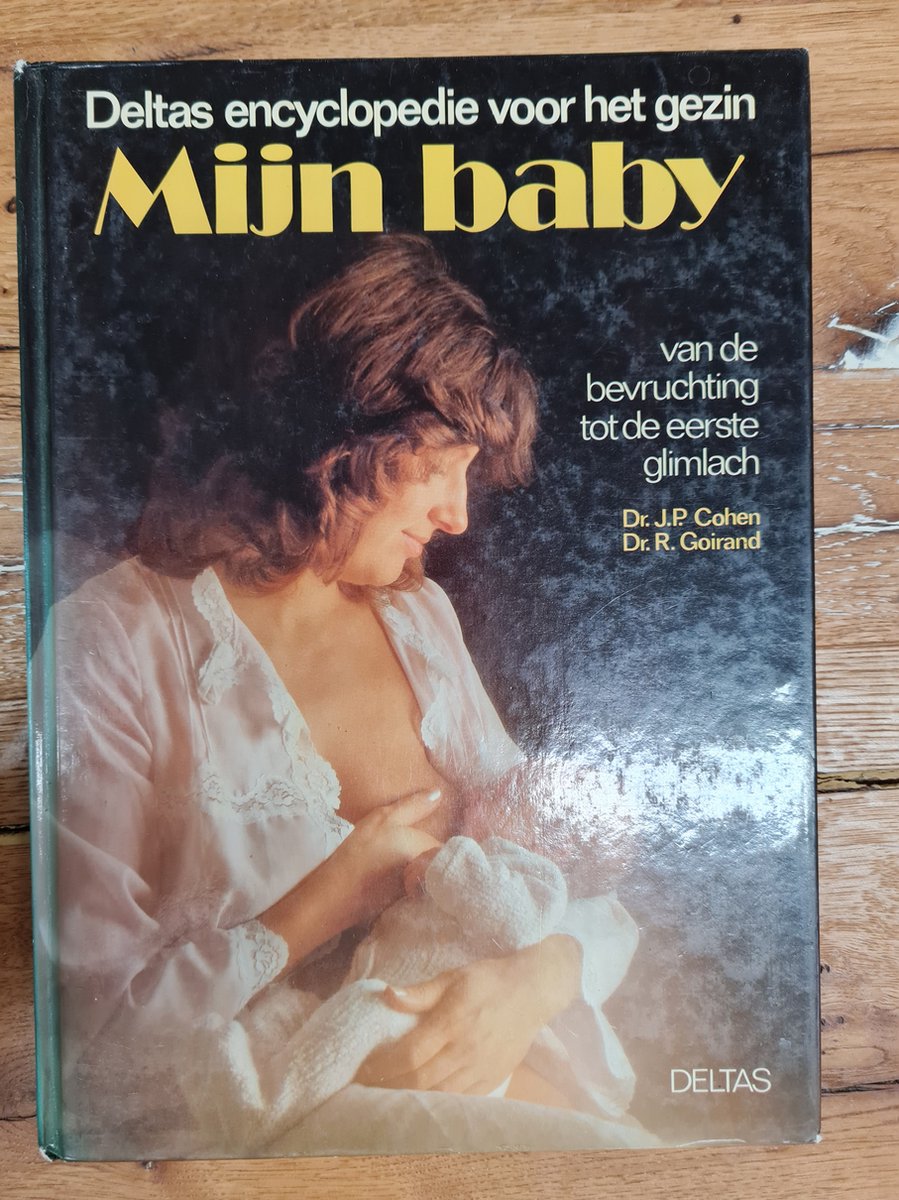 Deltas encyclopedie voor het gezin
Mijn baby
van de
bevruchting
tot de eerste
glimlach
Dr. J.P. Cohen
Dr. R. Goirand
DELTAS